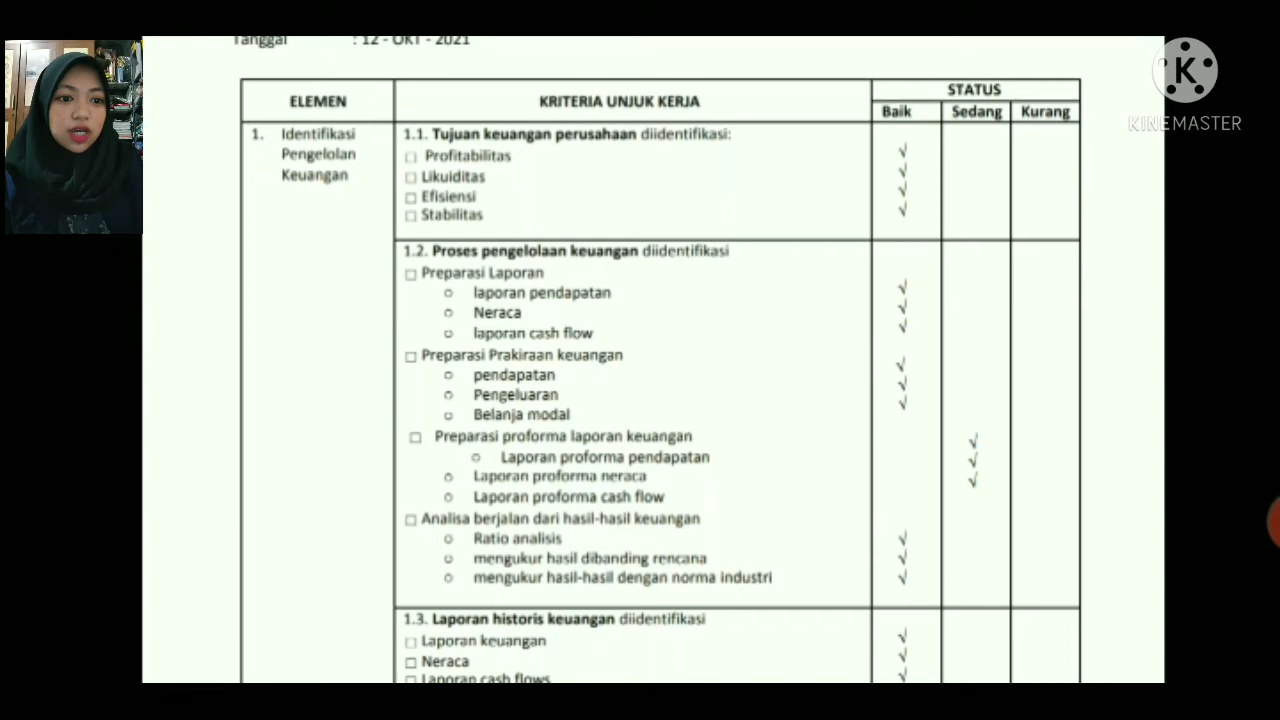 Tanggal : 12 - OKT - 2021
ELEMEN KRITERIA UNJUK KERJA STATUS
Baik Sedang Kurang
1. Identifikasi Pengelolan Keuangan
1.1. Tujuan keuangan perusahaan diidentifikasi:
□ Profitabilitas √
□ Likuiditas √
□ Efisiensi √
□ Stabilitas √
1.2. Proses pengelolaan keuangan diidentifikasi
□ Preparasi Laporan
o laporan pendapatan √
o Neraca √
o laporan cash flow √
□ Preparasi Prakiraan keuangan
o pendapatan √
o Pengeluaran √
o Belanja modal √
□ Preparasi proforma laporan keuangan
o Laporan proforma pendapatan √
o Laporan proforma neraca √
o Laporan proforma cash flow √
□ Analisa berjalan dari hasil-hasil keuangan
o Ratio analisis √
o mengukur hasil dibanding rencana √
o mengukur hasil-hasil dengan norma industri √
1.3. Laporan historis keuangan diidentifikasi
□ Laporan keuangan √
□ Neraca √
□ Laporan cash flows √
K
KINEMASTER